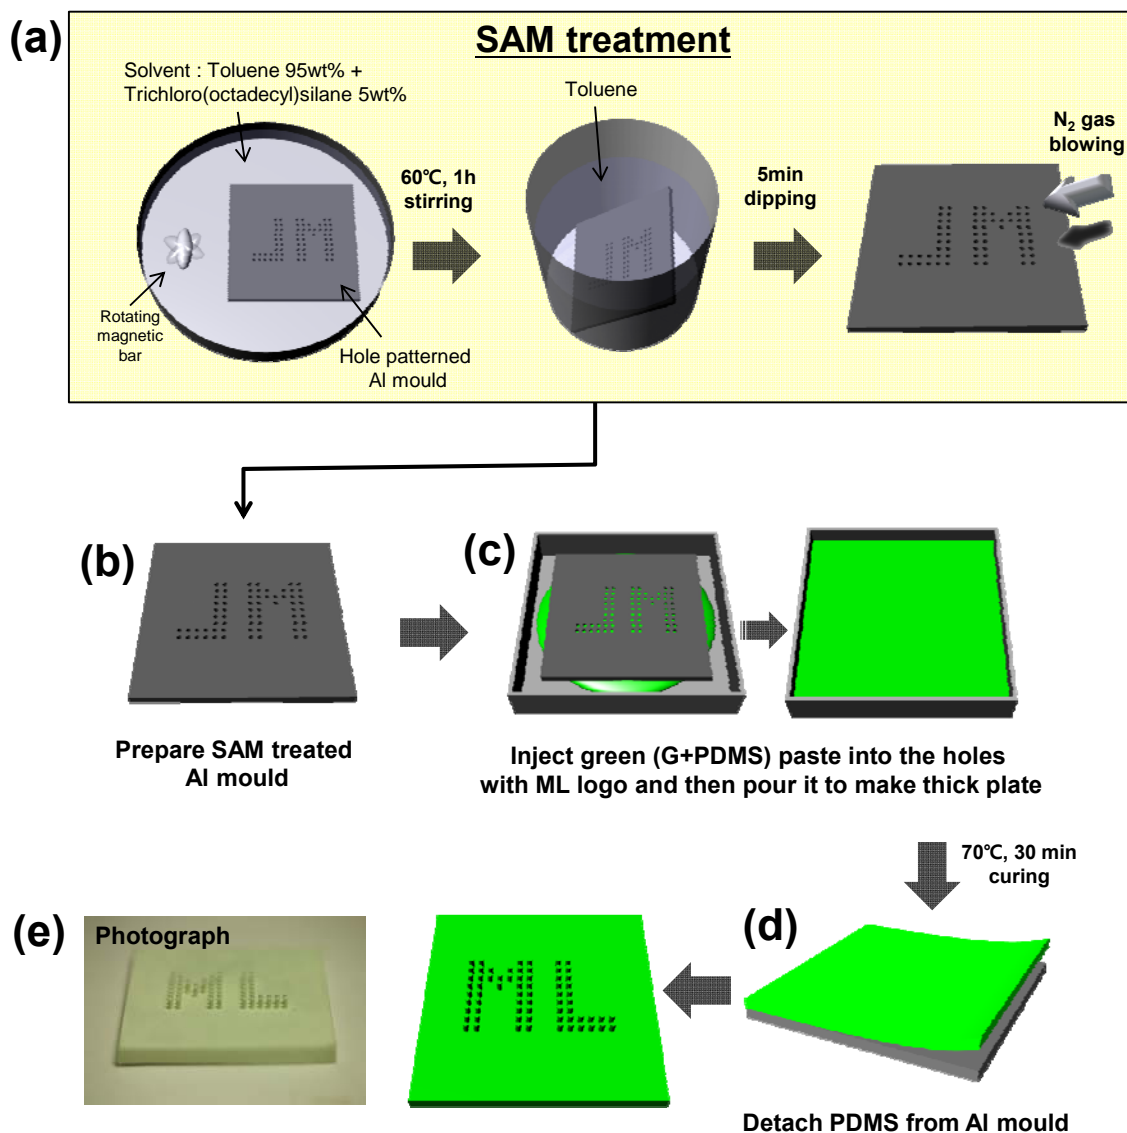 (a)
SAM treatment
Solvent : Toluene 95wt% +
Trichloro(octadecyl)silane 5wt%
Toluene
N₂ gas
blowing
60℃, 1h
stirring
5min
dipping
Rotating
magnetic
bar
Hole patterned
Al mould
(b)
(c)
Prepare SAM treated
Al mould
Inject green (G+PDMS) paste into the holes
with ML logo and then pour it to make thick plate
70℃, 30 min
curing
(d)
(e)
Photograph
ML
ML
Detach PDMS from Al mould